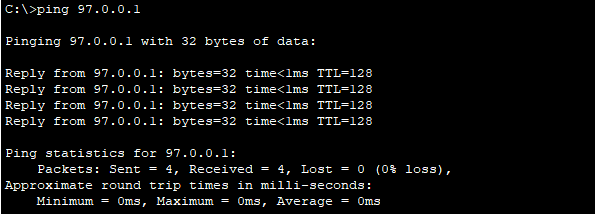 C:\>ping 97.0.0.1
Pinging 97.0.0.1 with 32 bytes of data:
Reply from 97.0.0.1: bytes=32 time<1ms TTL=128
Reply from 97.0.0.1: bytes=32 time<1ms TTL=128
Reply from 97.0.0.1: bytes=32 time<1ms TTL=128
Reply from 97.0.0.1: bytes=32 time<1ms TTL=128
Ping statistics for 97.0.0.1:
    Packets: Sent = 4, Received = 4, Lost = 0 (0% loss),
Approximate round trip times in milli-seconds:
    Minimum = 0ms, Maximum = 0ms, Average = 0ms